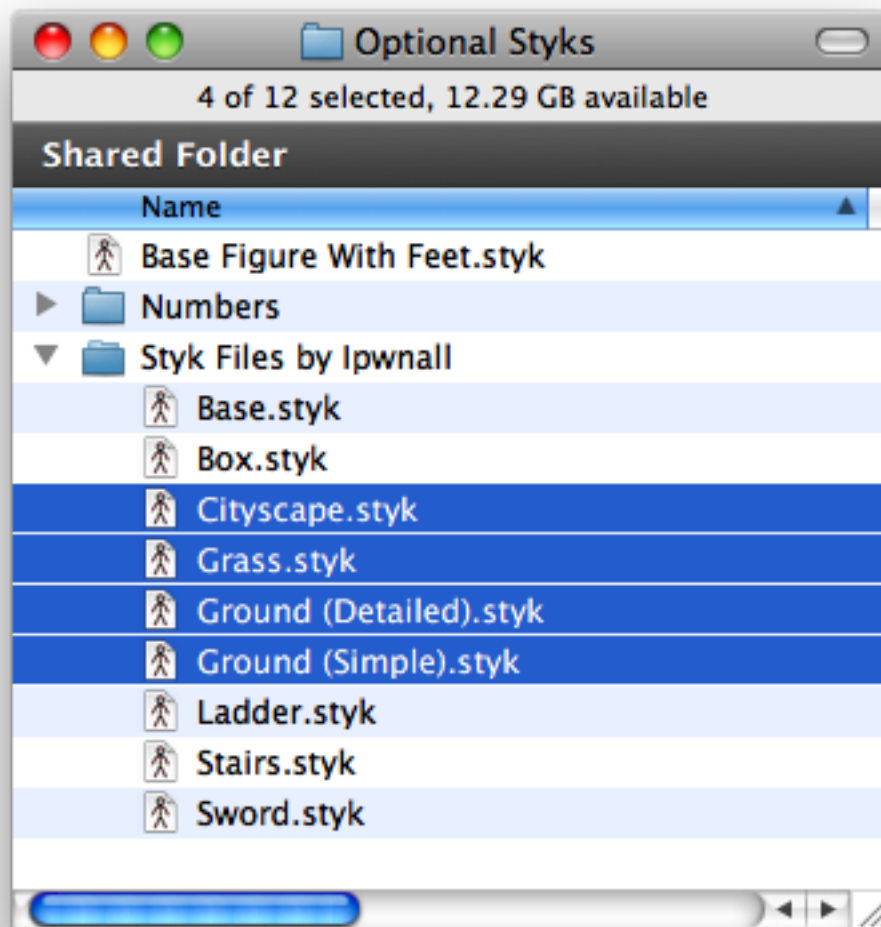 Optional Styks
4 of 12 selected, 12.29 GB available
Shared Folder
Name
Base Figure With Feet.styk
Numbers
Styk Files by Ipwnall
Base.styk
Box.styk
Cityscape.styk
Grass.styk
Ground (Detailed).styk
Ground (Simple).styk
Ladder.styk
Stairs.styk
Sword.styk